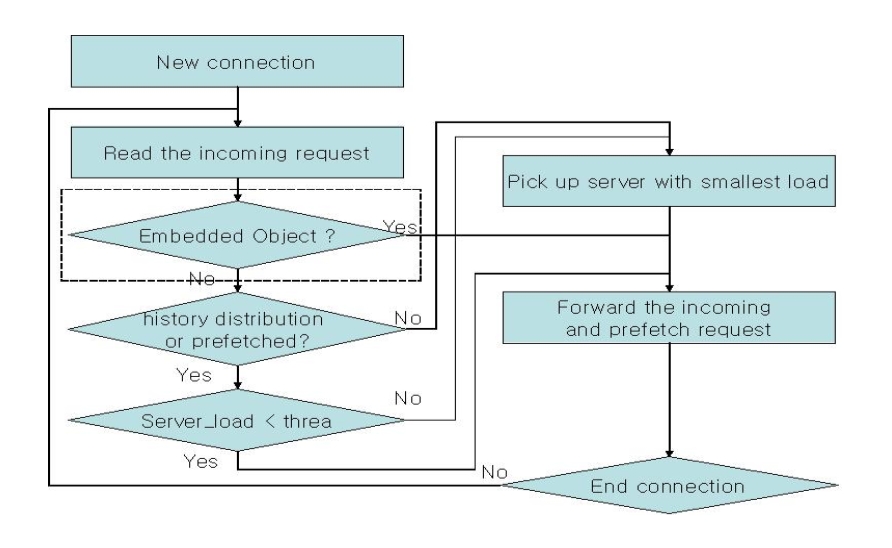 New connection
Read the incoming request
Pick up server with smallest load
Embedded Object ?
Yes
No
history distribution
or prefetched?
No
Forward the incoming
and prefetch request
Yes
Server_load < threa
No
Yes
No
End connection